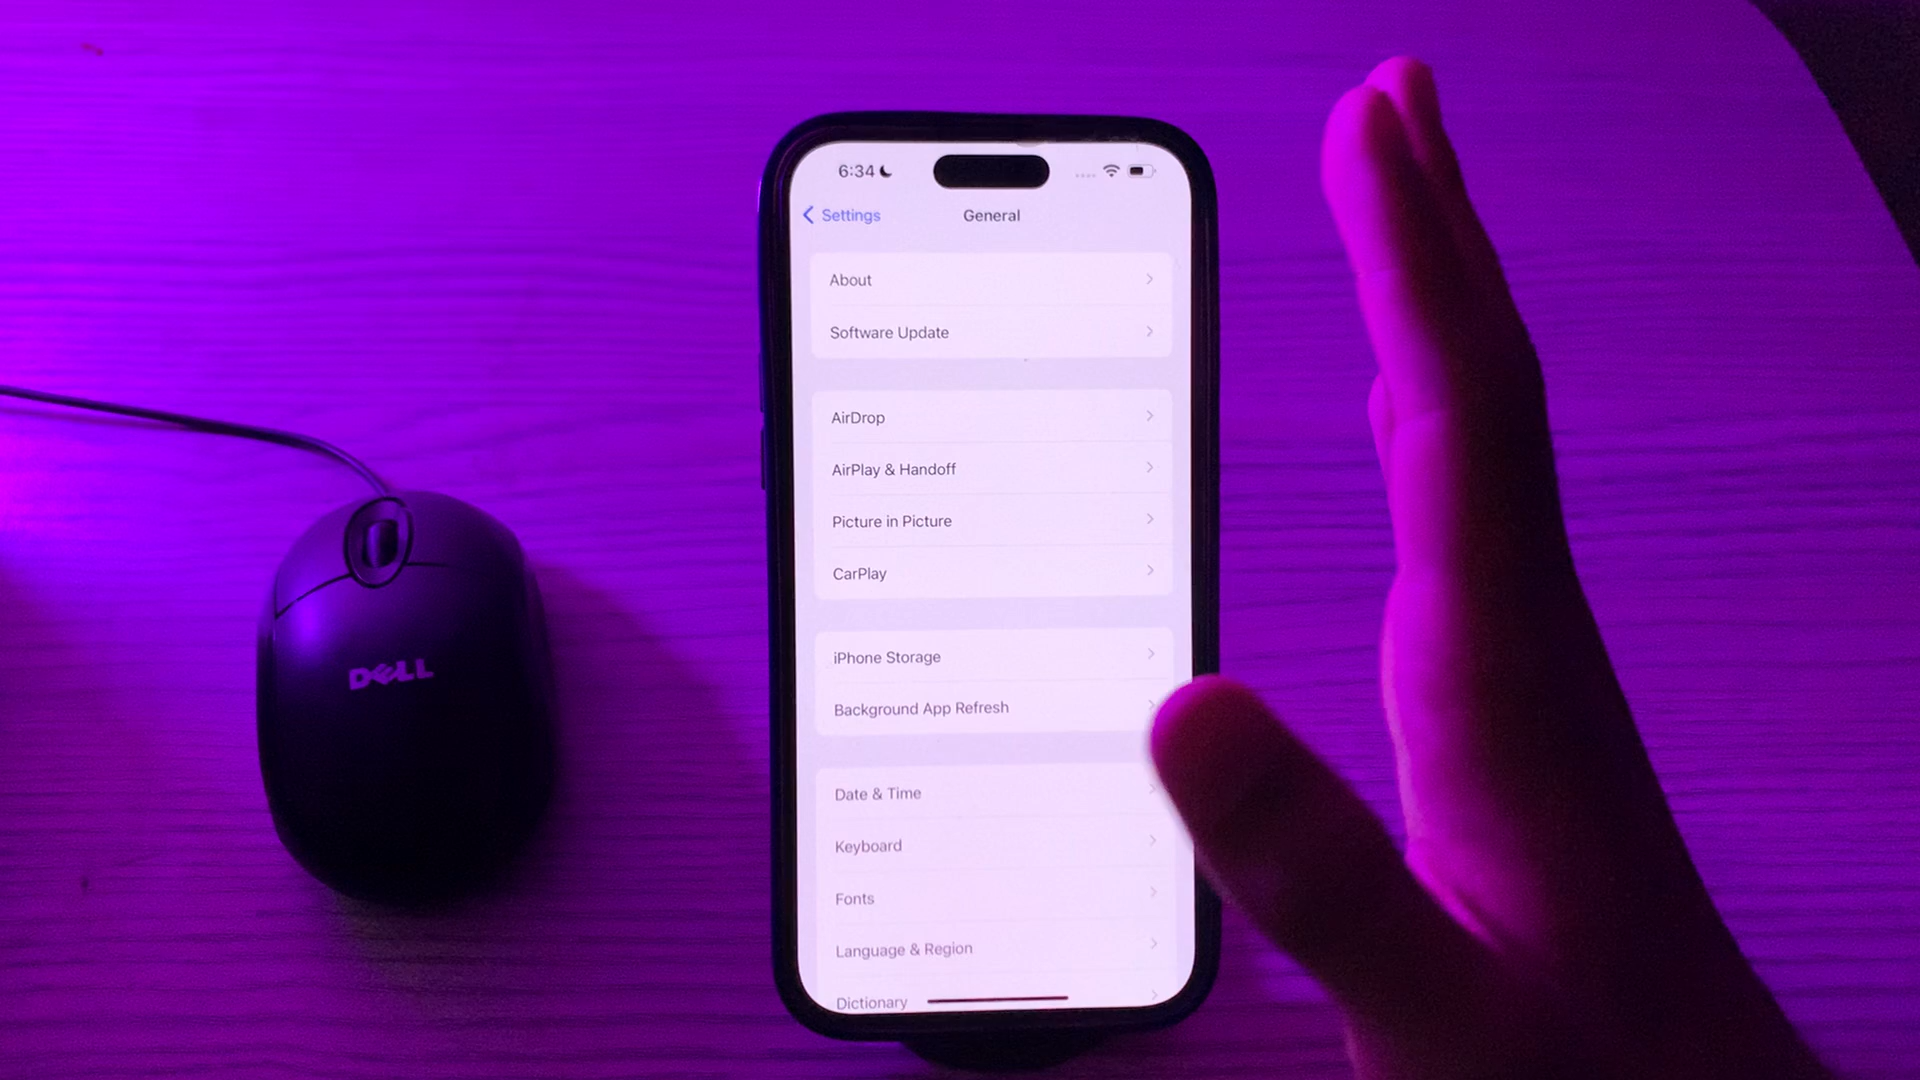 6:34
Settings
General
About
Software Update
AirDrop
AirPlay & Handoff
Picture in Picture
CarPlay
iPhone Storage
Background App Refresh
Date & Time
Keyboard
Fonts
Language & Region
Dictionary
DELL